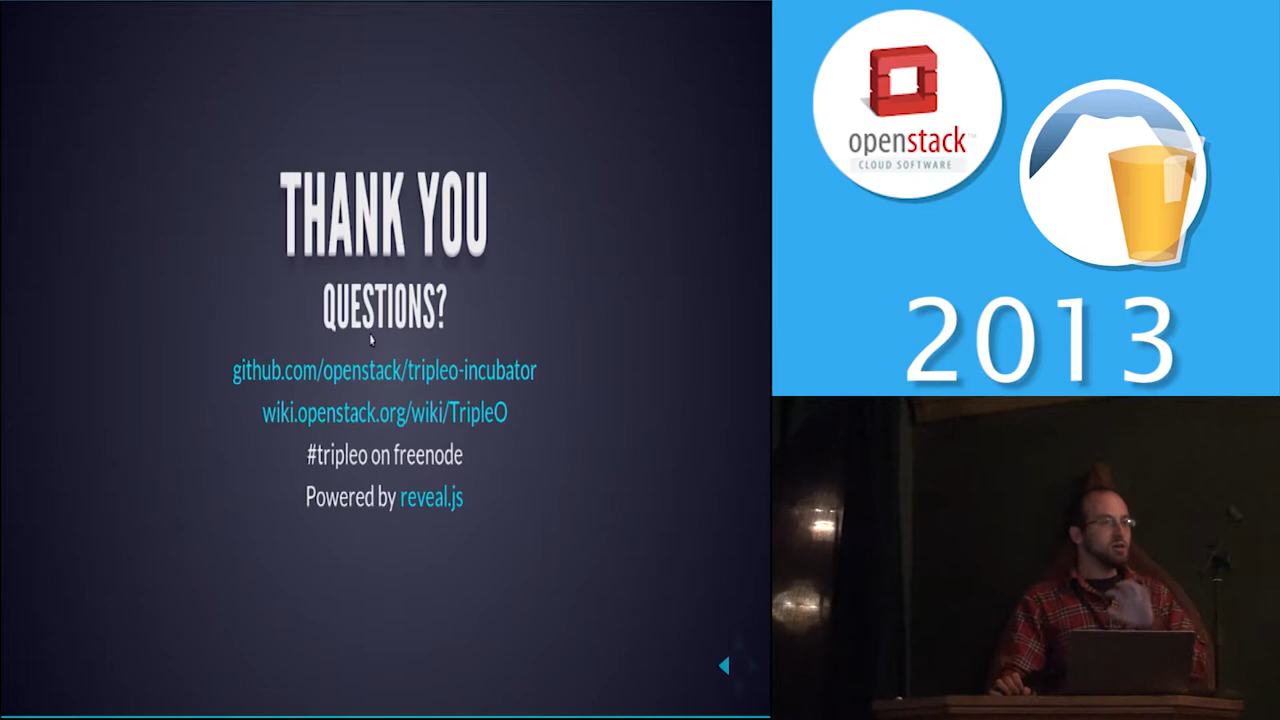 THANK YOU
QUESTIONS?
github.com/openstack/tripleo-incubator
wiki.openstack.org/wiki/TripleO
#tripleo on freenode
Powered by reveal.js
openstack™
CLOUD SOFTWARE
2013